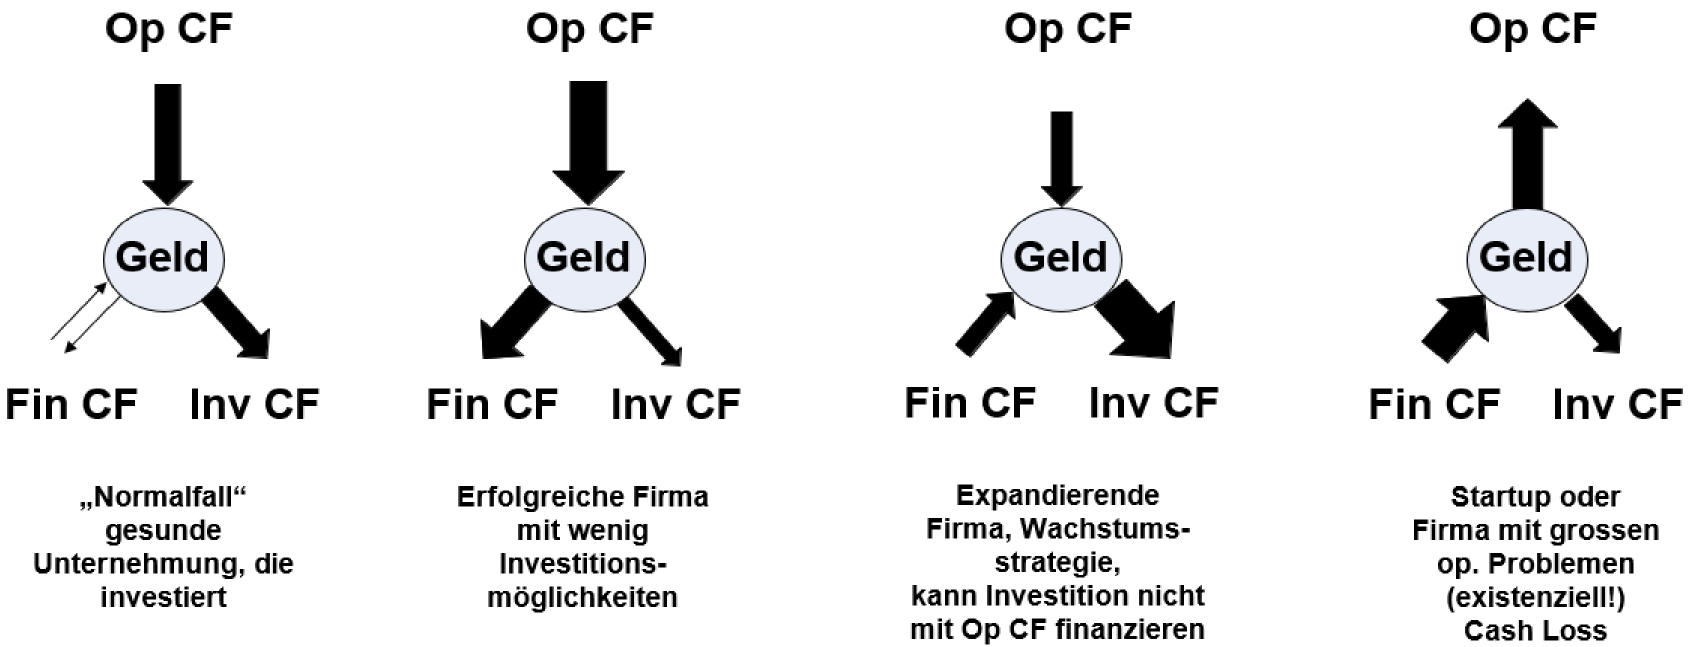 Op CF
Geld
Fin CF
Inv CF
„Normalfall“
gesunde
Unternehmung, die
investiert
Op CF
Geld
Fin CF
Inv CF
Erfolgreiche Firma
mit wenig
Investitions-
möglichkeiten
Op CF
Geld
Fin CF
Inv CF
Expandierende
Firma, Wachstums-
strategie,
kann Investition nicht
mit Op CF finanzieren
Op CF
Geld
Fin CF
Inv CF
Startup oder
Firma mit grossen
op. Problemen
(existenziell!)
Cash Loss